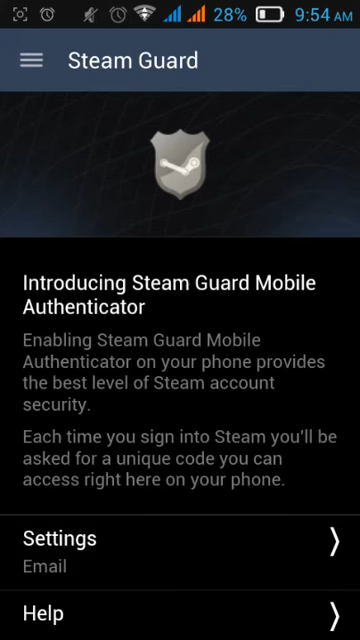 28% 9:54 AM
Steam Guard
Introducing Steam Guard Mobile
Authenticator
Enabling Steam Guard Mobile
Authenticator on your phone provides
the best level of Steam account
security.
Each time you sign into Steam you'll be
asked for a unique code you can
access right here on your phone.
Settings
Email
Help